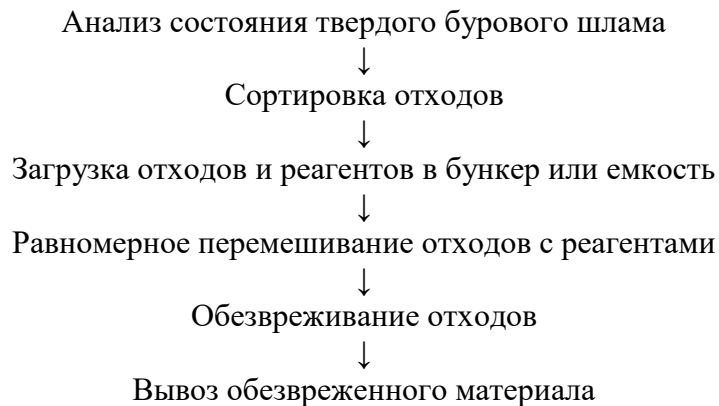 Анализ состояния твердого бурового шлама
↓
Сортировка отходов
↓
Загрузка отходов и реагентов в бункер или емкость
↓
Равномерное перемешивание отходов с реагентами
↓
Обезвреживание отходов
↓
Вывоз обезвреженного материала